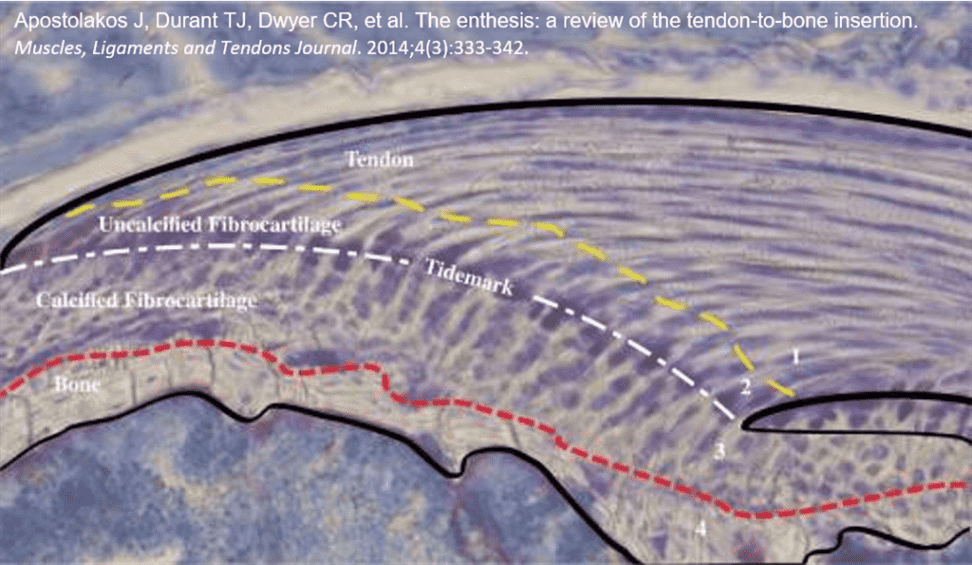 Apostolakos J, Durant TJ, Dwyer CR, et al. The enthesis: a review of the tendon-to-bone insertion.
Muscles, Ligaments and Tendons Journal. 2014;4(3):333-342.
Tendon
Uncalcified Fibrocartilage
Tidemark
Calcified Fibrocartilage
Bone
1
2
3
4